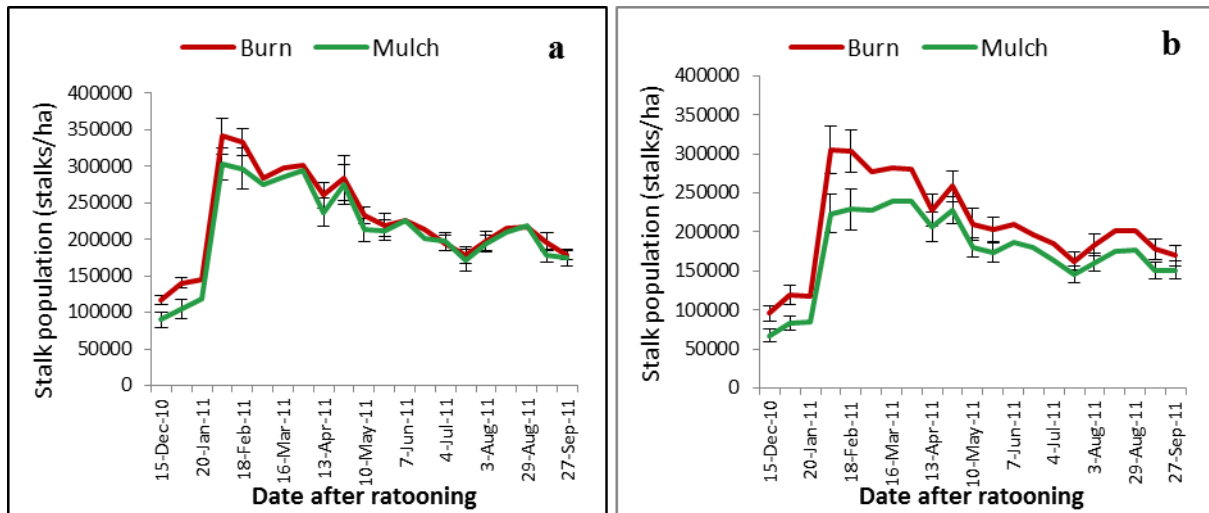 Burn Mulch a
Stalk population (stalks/ha)
400000
350000
300000
250000
200000
150000
100000
50000
0
15-Dec-10
20-Jan-11
18-Feb-11
16-Mar-11
13-Apr-11
10-May-11
7-Jun-11
4-Jul-11
3-Aug-11
29-Aug-11
27-Sep-11
Date after ratooning
Burn Mulch b
Stalk population (stalks/ha)
400000
350000
300000
250000
200000
150000
100000
50000
0
15-Dec-10
20-Jan-11
18-Feb-11
16-Mar-11
13-Apr-11
10-May-11
7-Jun-11
4-Jul-11
3-Aug-11
29-Aug-11
27-Sep-11
Date after ratooning